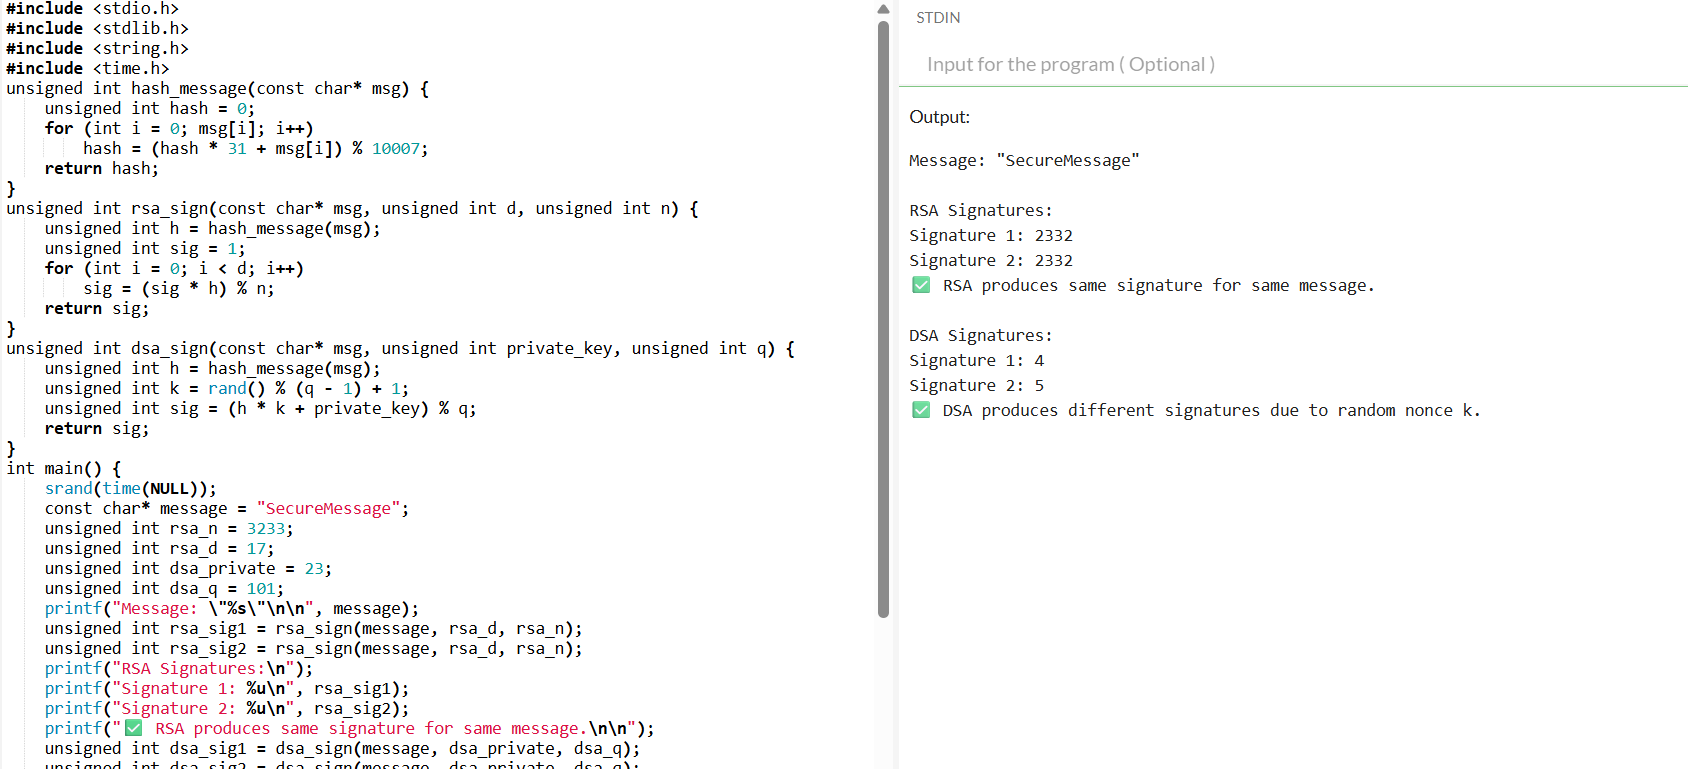 #include <stdio.h>
#include <stdlib.h>
#include <string.h>
#include <time.h>
unsigned int hash_message(const char* msg) {
    unsigned int hash = 0;
    for (int i = 0; msg[i]; i++)
        hash = (hash * 31 + msg[i]) % 10007;
    return hash;
}
unsigned int rsa_sign(const char* msg, unsigned int d, unsigned int n) {
    unsigned int h = hash_message(msg);
    unsigned int sig = 1;
    for (int i = 0; i < d; i++)
        sig = (sig * h) % n;
    return sig;
}
unsigned int dsa_sign(const char* msg, unsigned int private_key, unsigned int q) {
    unsigned int h = hash_message(msg);
    unsigned int k = rand() % (q - 1) + 1;
    unsigned int sig = (h * k + private_key) % q;
    return sig;
}
int main() {
    srand(time(NULL));
    const char* message = "SecureMessage";
    unsigned int rsa_n = 3233;
    unsigned int rsa_d = 17;
    unsigned int dsa_private = 23;
    unsigned int dsa_q = 101;
    printf("Message: \"%s\"\n\n", message);
    unsigned int rsa_sig1 = rsa_sign(message, rsa_d, rsa_n);
    unsigned int rsa_sig2 = rsa_sign(message, rsa_d, rsa_n);
    printf("RSA Signatures:\n");
    printf("Signature 1: %u\n", rsa_sig1);
    printf("Signature 2: %u\n", rsa_sig2);
    printf("✅ RSA produces same signature for same message.\n\n");
    unsigned int dsa_sig1 = dsa_sign(message, dsa_private, dsa_q);
    unsigned int dsa_sig2 = dsa_sign(message, dsa_private, dsa_q);
STDIN
Input for the program ( Optional )
Output:
Message: "SecureMessage"
RSA Signatures:
Signature 1: 2332
Signature 2: 2332
✅ RSA produces same signature for same message.
DSA Signatures:
Signature 1: 4
Signature 2: 5
✅ DSA produces different signatures due to random nonce k.